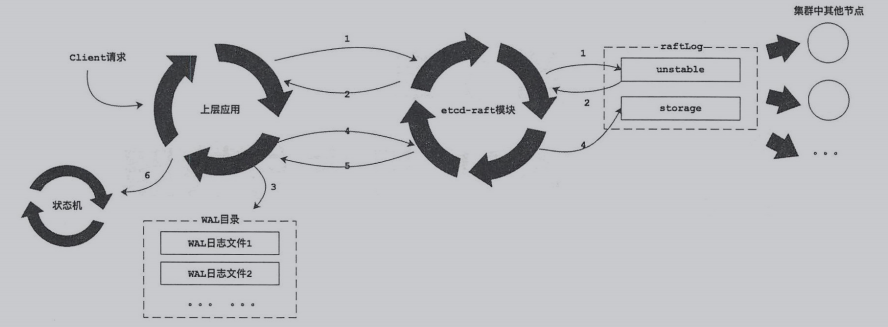 集群中其他节点
Client请求
1
1
raftLog
unstable
上层应用
2
etcd-raft模块
2
storage
4
4
5
6
3
状态机
WAL目录
WAL日志文件1
WAL日志文件2
... ...
...